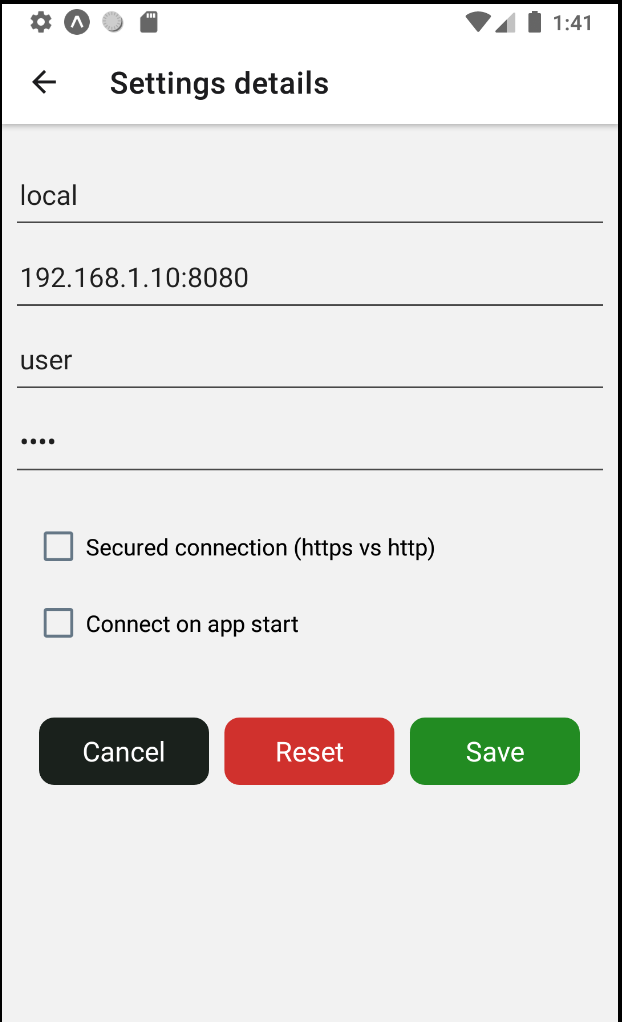 1:41
Settings details
local
192.168.1.10:8080
user
••••
Secured connection (https vs http)
Connect on app start
Cancel Reset Save